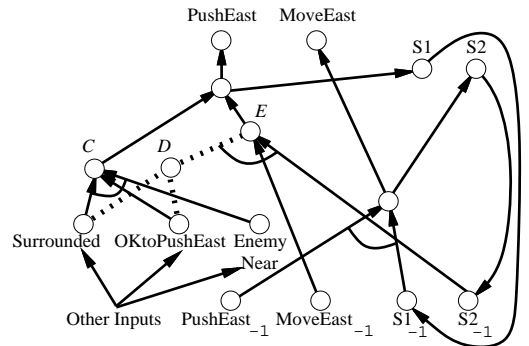 PushEast MoveEast
S1 S2
E
C D
Surrounded OKtoPushEast Enemy
Near
Other Inputs PushEast-1 MoveEast-1 S1-1 S2-1